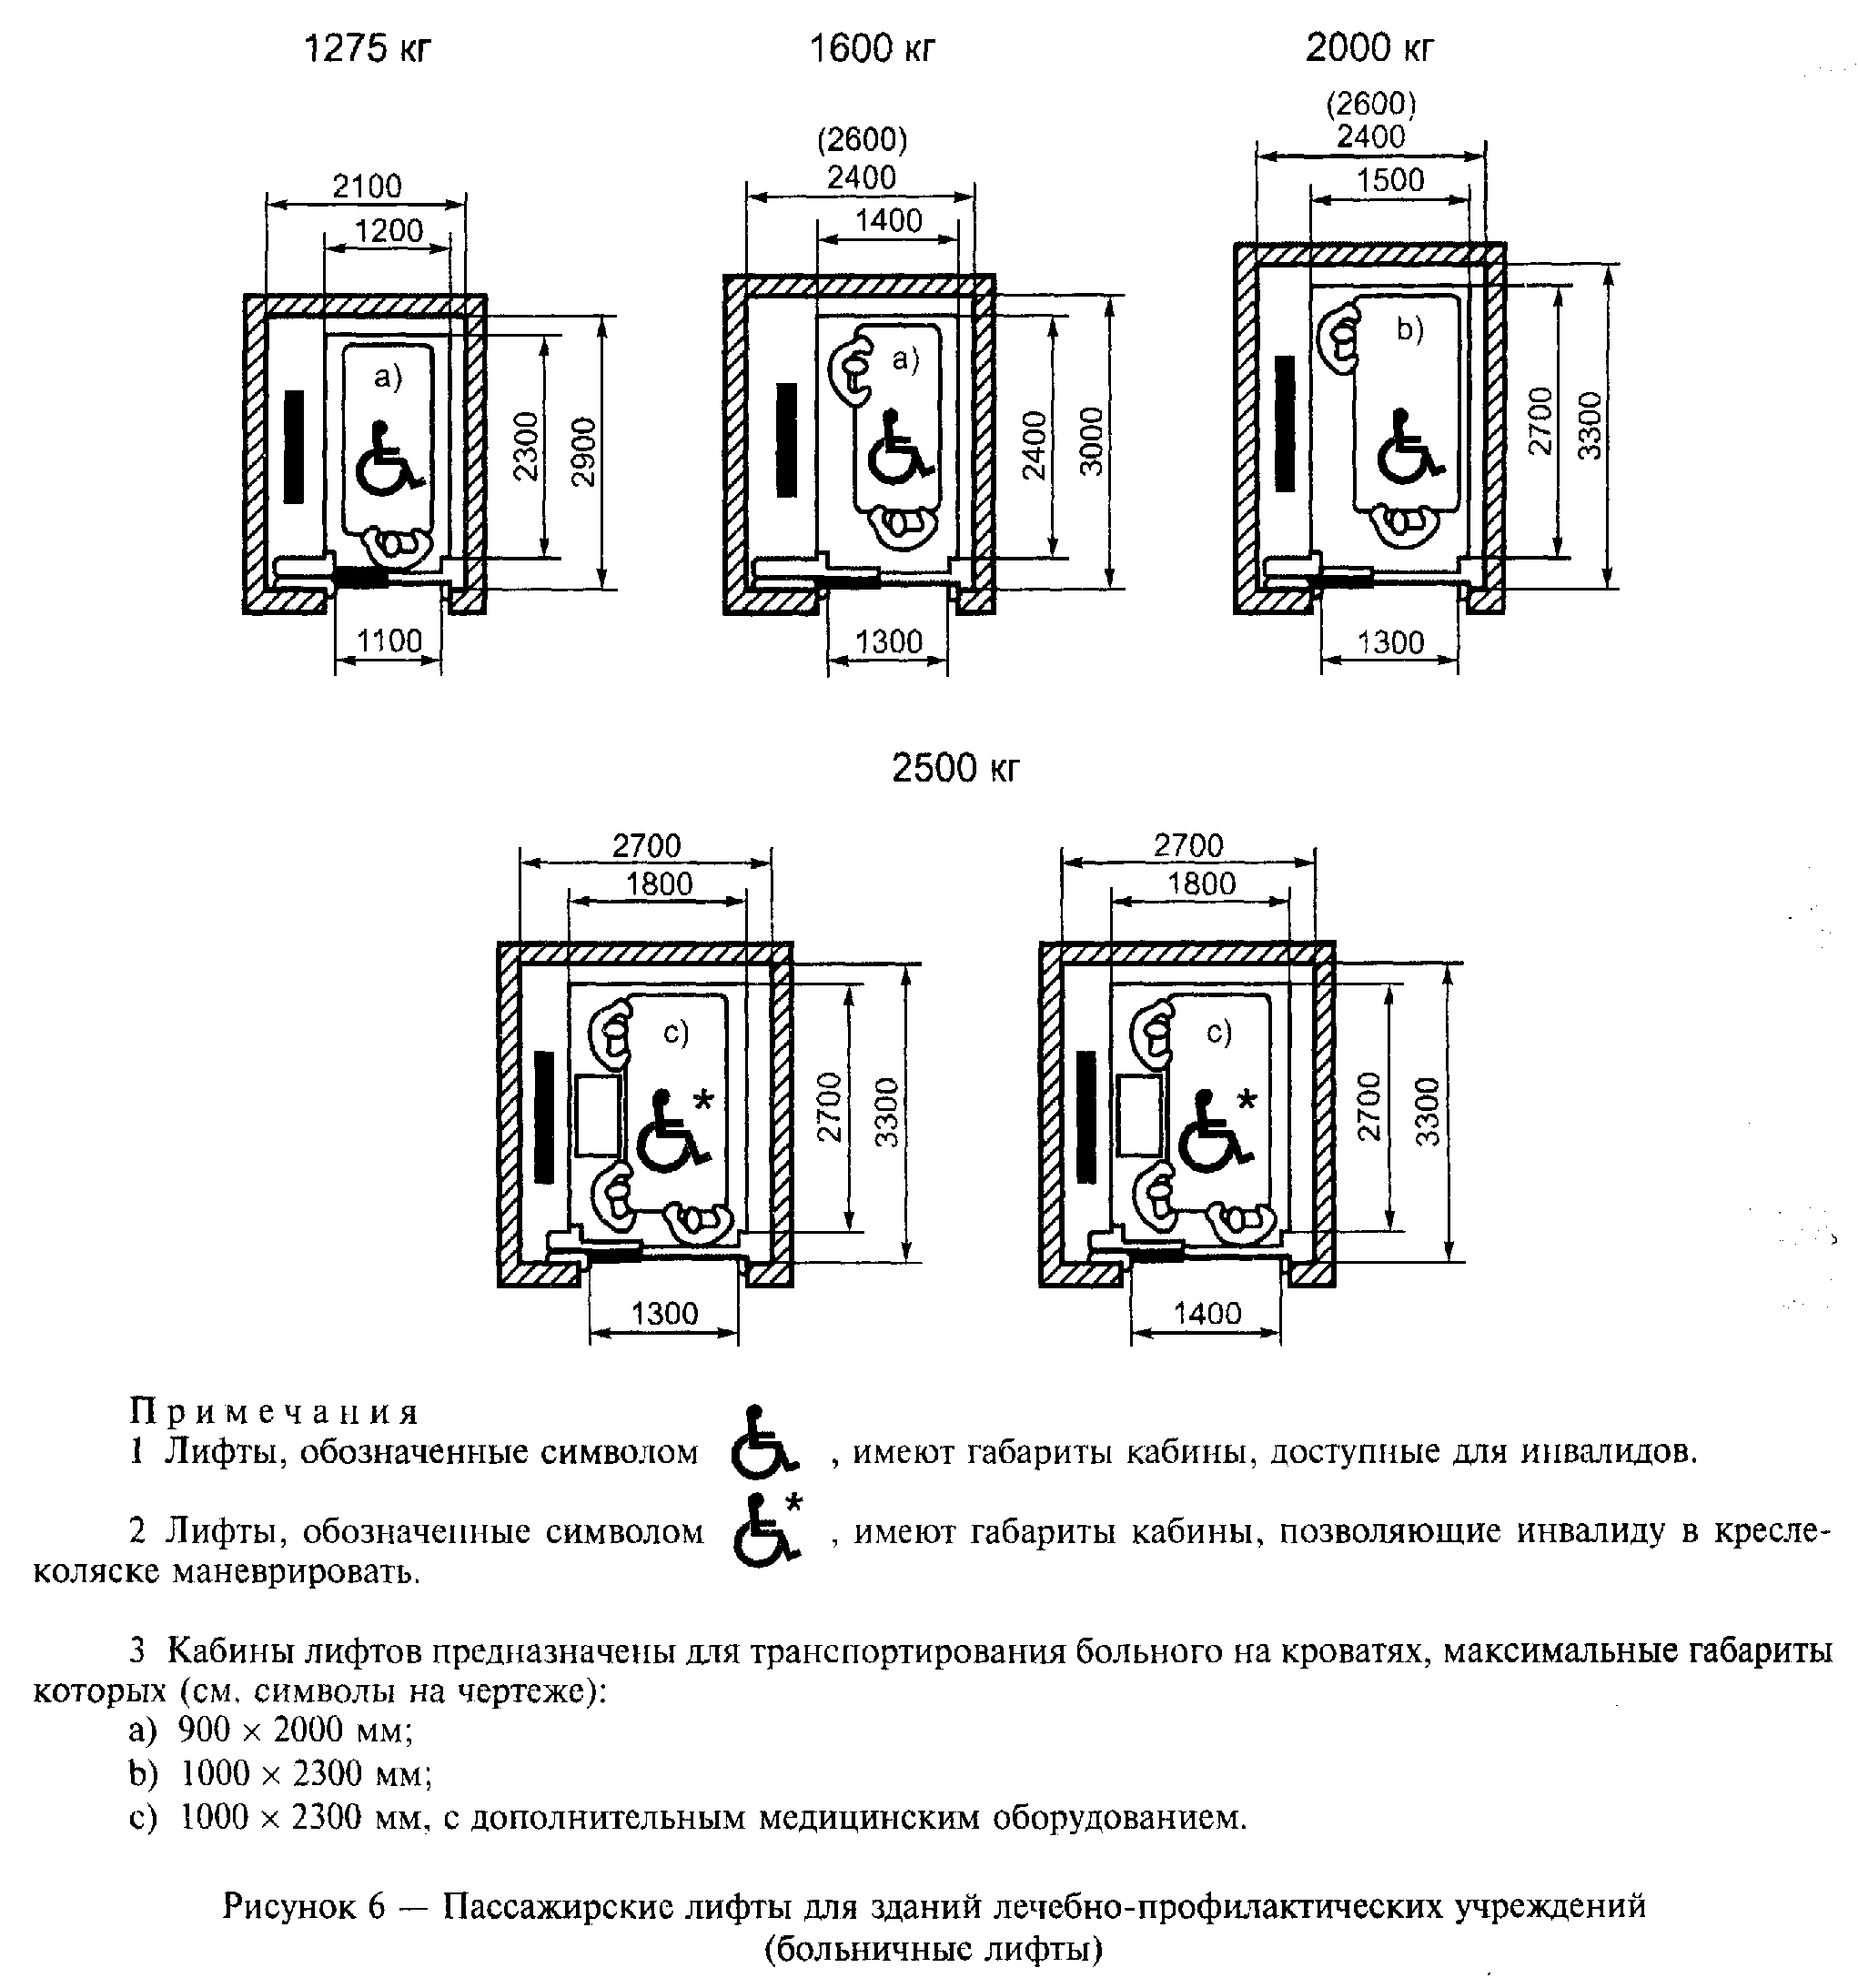 1275 кг
1600 кг
2000 кг
(2600)
2400
1500
(2600)
2400
1400
2100
1200
a)
2300
2900
1100
a)
2400
3000
1300
b)
2700
3300
1300
2500 кг
2700
1800
c)
*
2700
3300
1300
2700
1800
c)
*
2700
3300
1400
Примечания
1 Лифты, обозначенные символом , имеют габариты кабины, доступные для инвалидов.
*
2 Лифты, обозначенные символом , имеют габариты кабины, позволяющие инвалиду в кресле-
коляске маневрировать.
3 Кабины лифтов предназначены для транспортирования больного на кроватях, максимальные габариты
которых (см. символы на чертеже):
a) 900 × 2000 мм;
b) 1000 × 2300 мм;
c) 1000 × 2300 мм, с дополнительным медицинским оборудованием.
Рисунок 6 — Пассажирские лифты для зданий лечебно-профилактических учреждений
(больничные лифты)